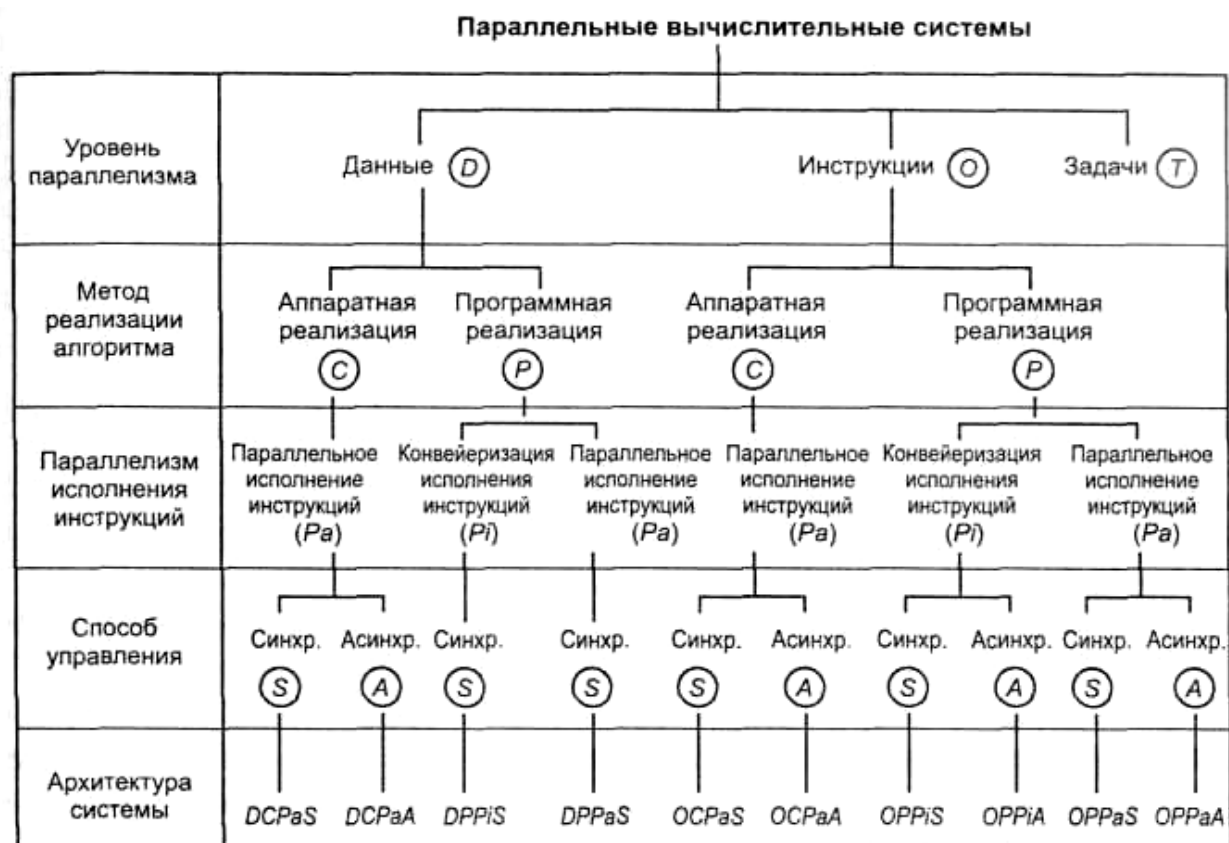 Параллельные вычислительные системы
Уровень
параллелизма
Данные D
Инструкции O
Задачи T
Метод
реализации
алгоритма
Аппаратная
реализация
C
Программная
реализация
P
Аппаратная
реализация
C
Программная
реализация
P
Параллелизм
исполнения
инструкций
Параллельное
исполнение
инструкций
(Pa)
Конвейеризация
исполнения
инструкций
(Pi)
Параллельное
исполнение
инструкций
(Pa)
Параллельное
исполнение
инструкций
(Pa)
Конвейеризация
исполнения
инструкций
(Pi)
Параллельное
исполнение
инструкций
(Pa)
Способ
управления
Синхр.
S
Асинхр.
A
Синхр.
S
Синхр.
S
Синхр.
S
Асинхр.
A
Синхр.
S
Асинхр.
A
Синхр.
S
Асинхр.
A
Архитектура
системы
DCPaS
DCPaA
DPPiS
DPPaS
OCPaS
OCPaA
OPPiS
OPPiA
OPPaS
OPPaA